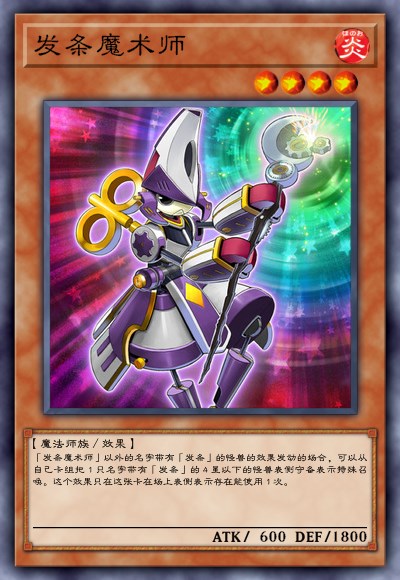 发条魔术师
ほのお
炎
【魔法师族／效果】
「发条魔术师」以外的名字带有「发条」的怪兽的效果发动的场合，可以从
自己卡组把1只名字带有「发条」的4星以下的怪兽表侧守备表示特殊召
唤。这个效果只在这张卡在场上表侧表示存在能使用1次。
ATK/ 600 DEF/1800